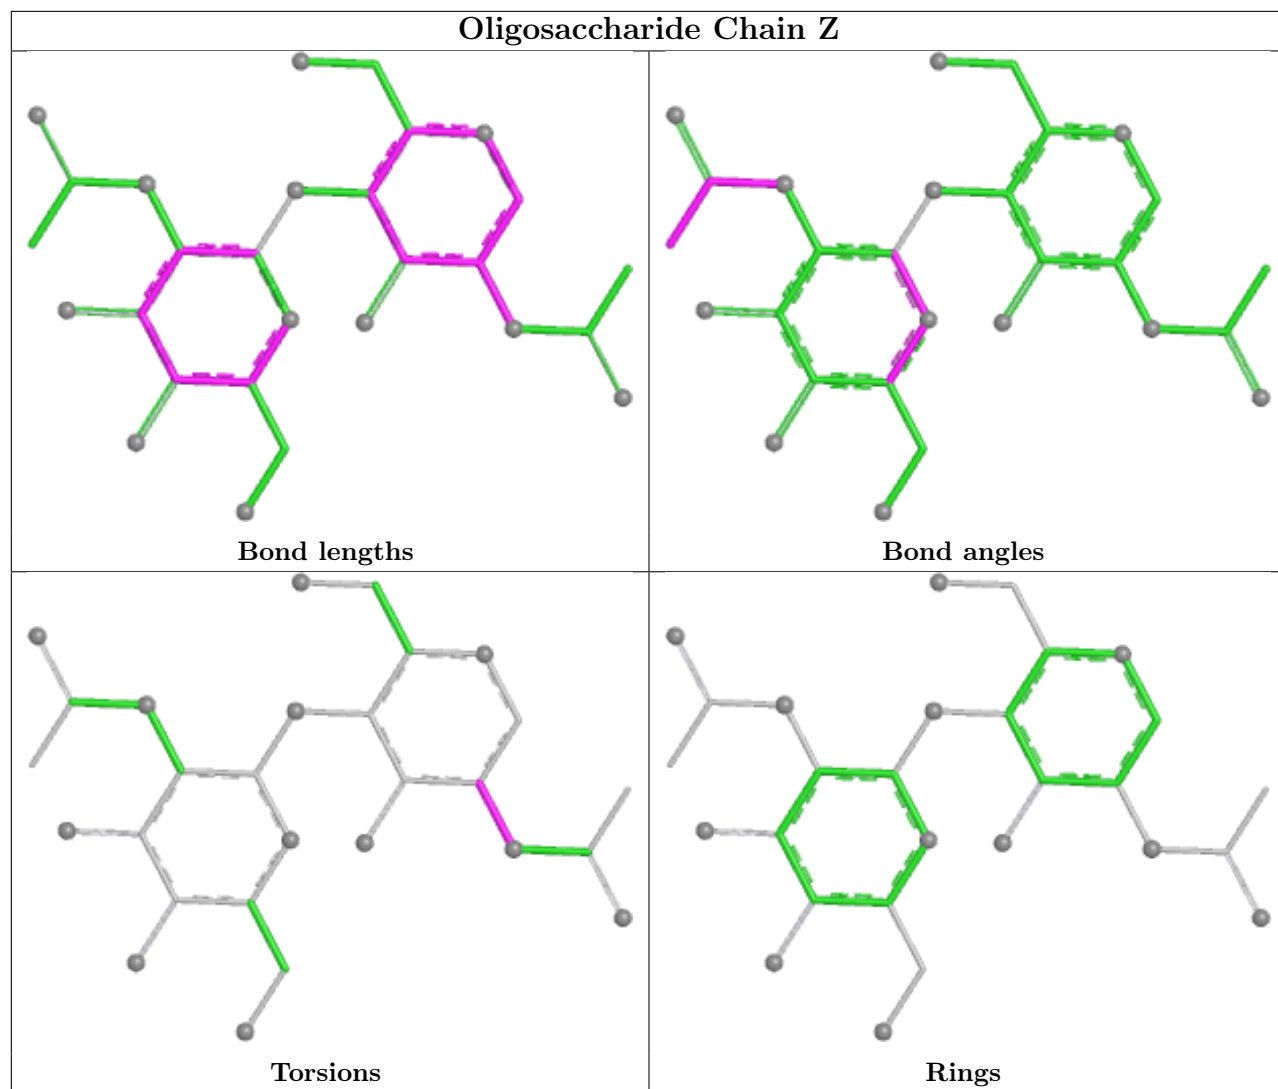 Oligosaccharide Chain Z
Bond lengths
Bond angles
Torsions
Rings